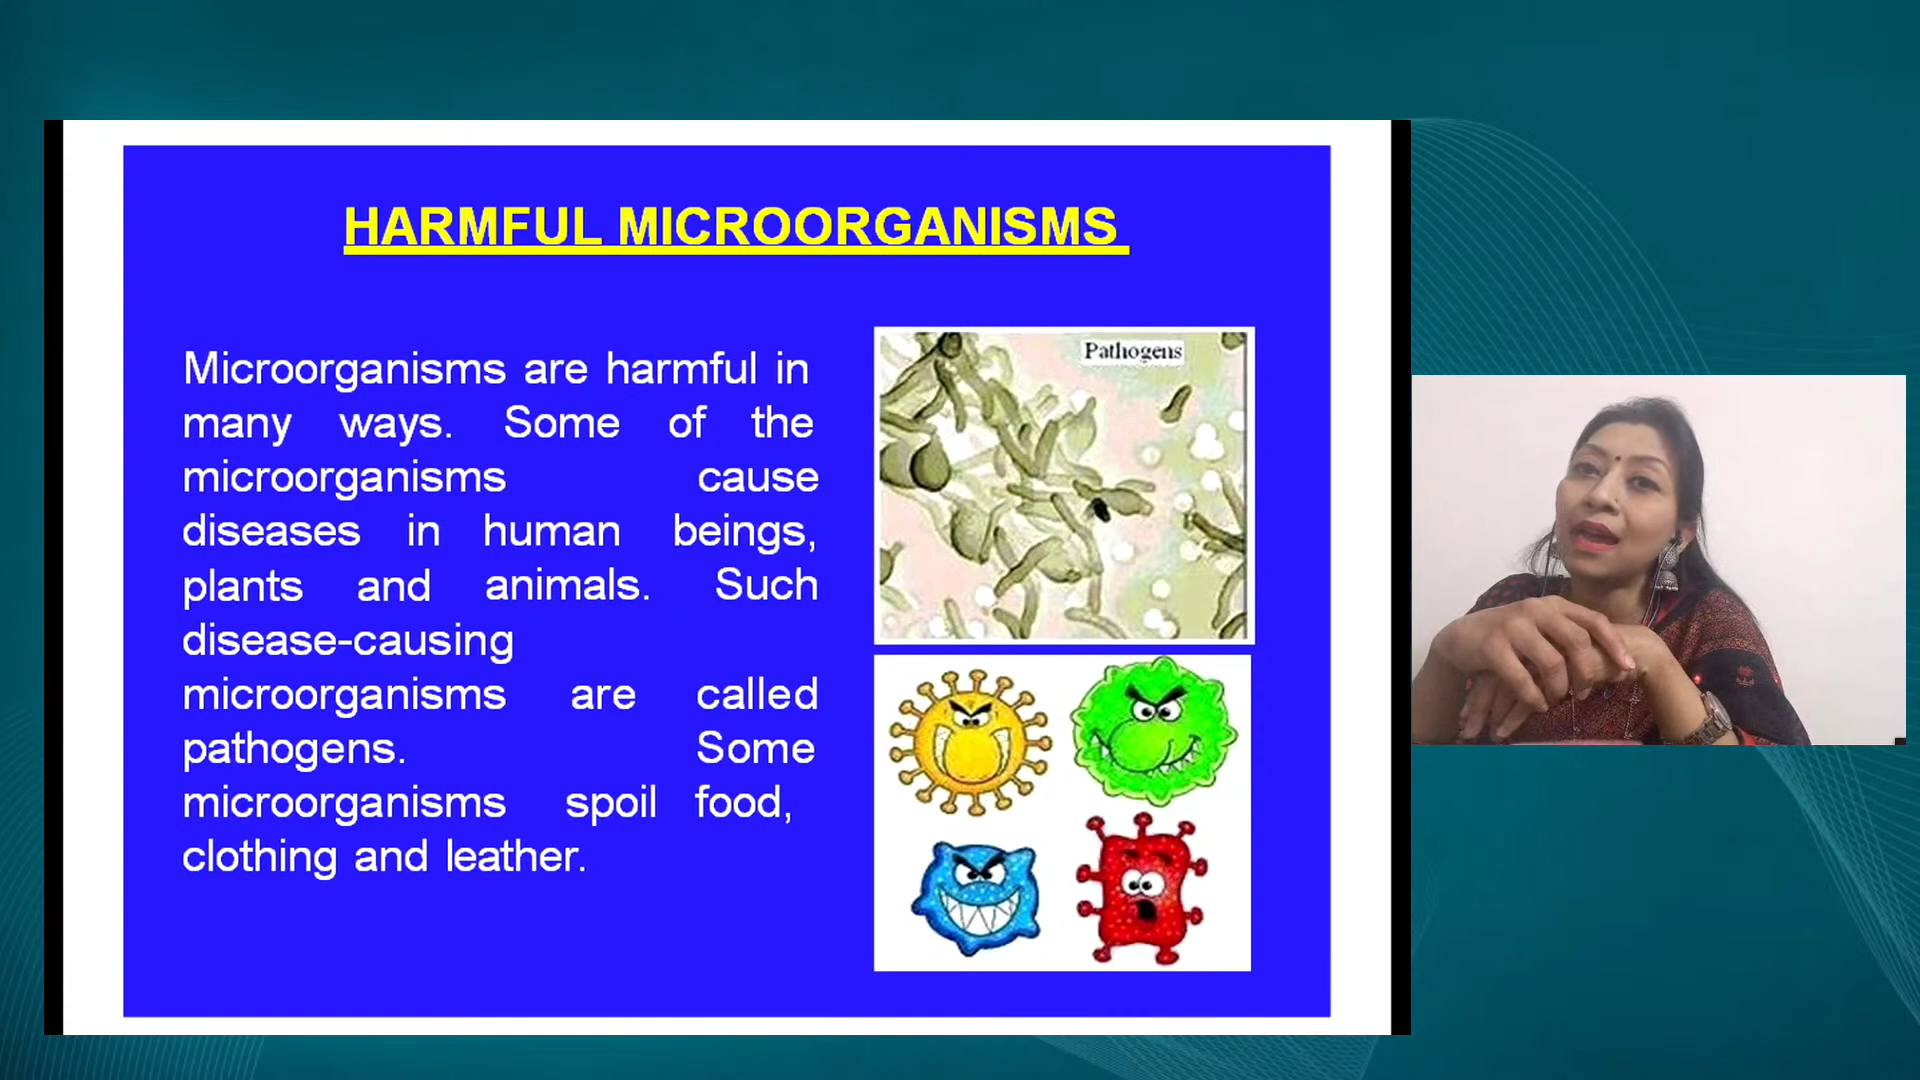 HARMFUL MICROORGANISMS
Microorganisms are harmful in
many ways. Some of the
microorganisms cause
diseases in human beings,
plants and animals. Such
disease-causing
microorganisms are called
pathogens. Some
microorganisms spoil food,
clothing and leather.
Pathogens